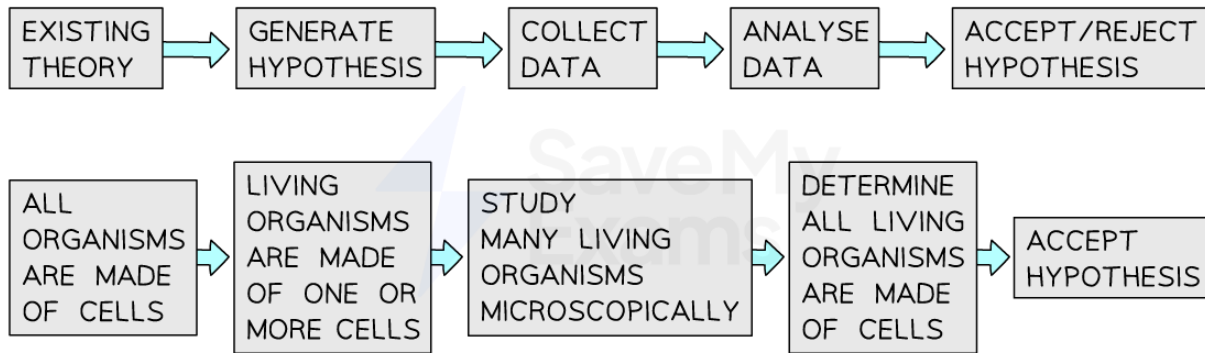 EXISTING
THEORY
GENERATE
HYPOTHESIS
COLLECT
DATA
ANALYSE
DATA
ACCEPT/REJECT
HYPOTHESIS
ALL
ORGANISMS
ARE MADE
OF CELLS
LIVING
ORGANISMS
ARE MADE
OF ONE OR
MORE CELLS
STUDY
MANY LIVING
ORGANISMS
MICROSCOPICALLY
DETERMINE
ALL LIVING
ORGANISMS
ARE MADE
OF CELLS
ACCEPT
HYPOTHESIS
SaveMy
Exams